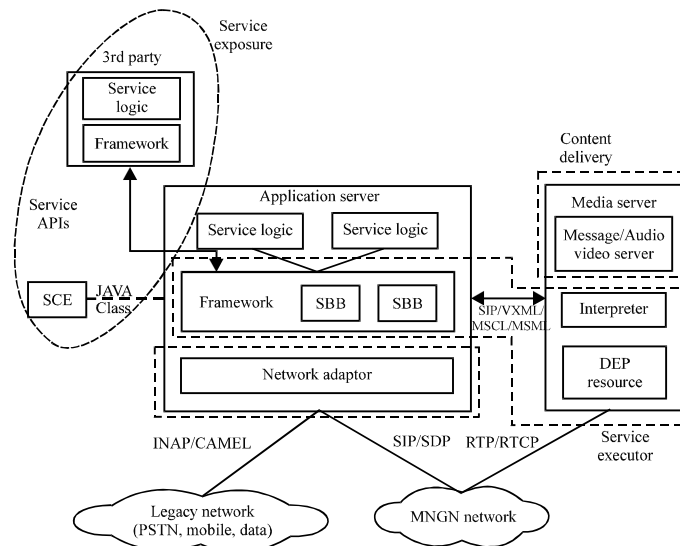 Service
exposure
3rd party
Service
logic
Framework
Service
APIs
Content
delivery
Application server
Service logic
Service logic
Media server
Message/Audio
video server
SCE
JAVA
Class
Framework
SBB
SBB
SIP/VXML/
MSCL/MSML
Interpreter
Network adaptor
DEP
resource
INAP/CAMEL
SIP/SDP
RTP/RTCP
Service
executor
Legacy network
(PSTN, mobile, data)
MNGN network